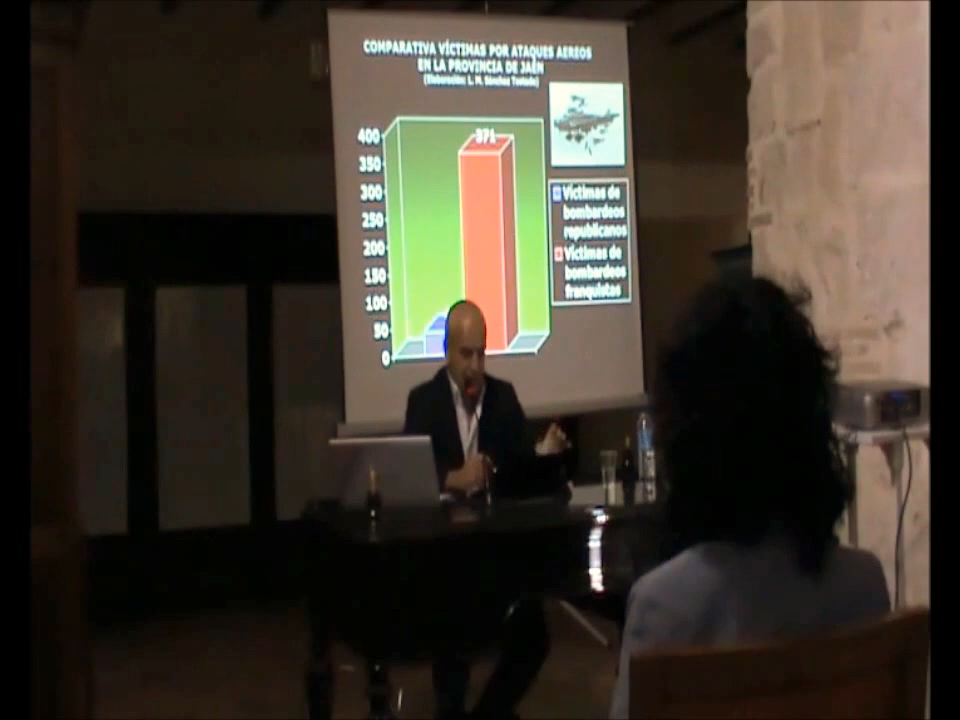 COMPARATIVA VÍCTIMAS POR ATAQUES AEREOS
EN LA PROVINCIA DE JAÉN
(Elaboración: L. M. Sánchez Tostado)
371
400
350
300
250
200
150
100
50
0
Víctimas de
bombardeos
republicanos
Víctimas de
bombardeos
franquistas